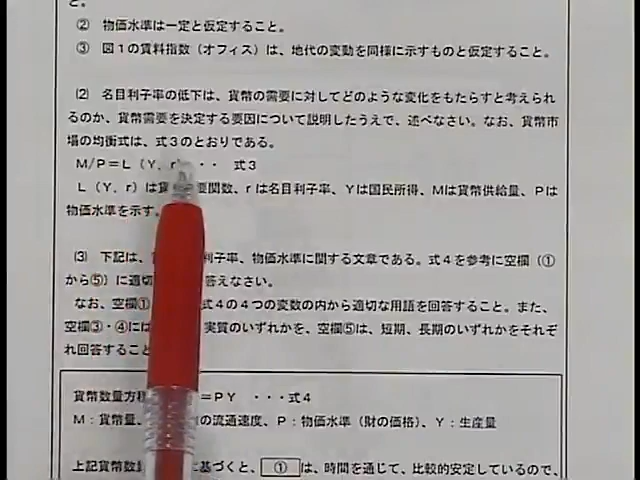 と。
② 物価水準は一定と仮定すること。
③ 図1の賃料指数（オフィス）は、地代の変動を同様に示すものと仮定すること。
(2) 名目利子率の低下は、貨幣の需要に対してどのような変化をもたらすと考えられ
るのか、貨幣需要を決定する要因について説明したうえで、述べなさい。なお、貨幣市
場の均衡式は、式3のとおりである。
M/P＝L（Y、r）・・ 式3
L（Y、r）は貨 要関数、rは名目利子率、Yは国民所得、Mは貨幣供給量、Pは
物価水準を示す。
(3) 下記は、 利子率、物価水準に関する文章である。式4を参考に空欄（①
から⑤）に適切 答えなさい。
なお、空欄① 式4の4つの変数の内から適切な用語を回答すること。また、
空欄③・④には 実質のいずれかを、空欄⑤は、短期、長期のいずれかをそれぞ
れ回答すること
貨幣数量方程 ＝PY ・・・式4
M：貨幣量、 の流通速度、P：物価水準（財の価格）、Y：生産量
上記貨幣数 に基づくと、 ① は、時間を通じて、比較的安定しているので、